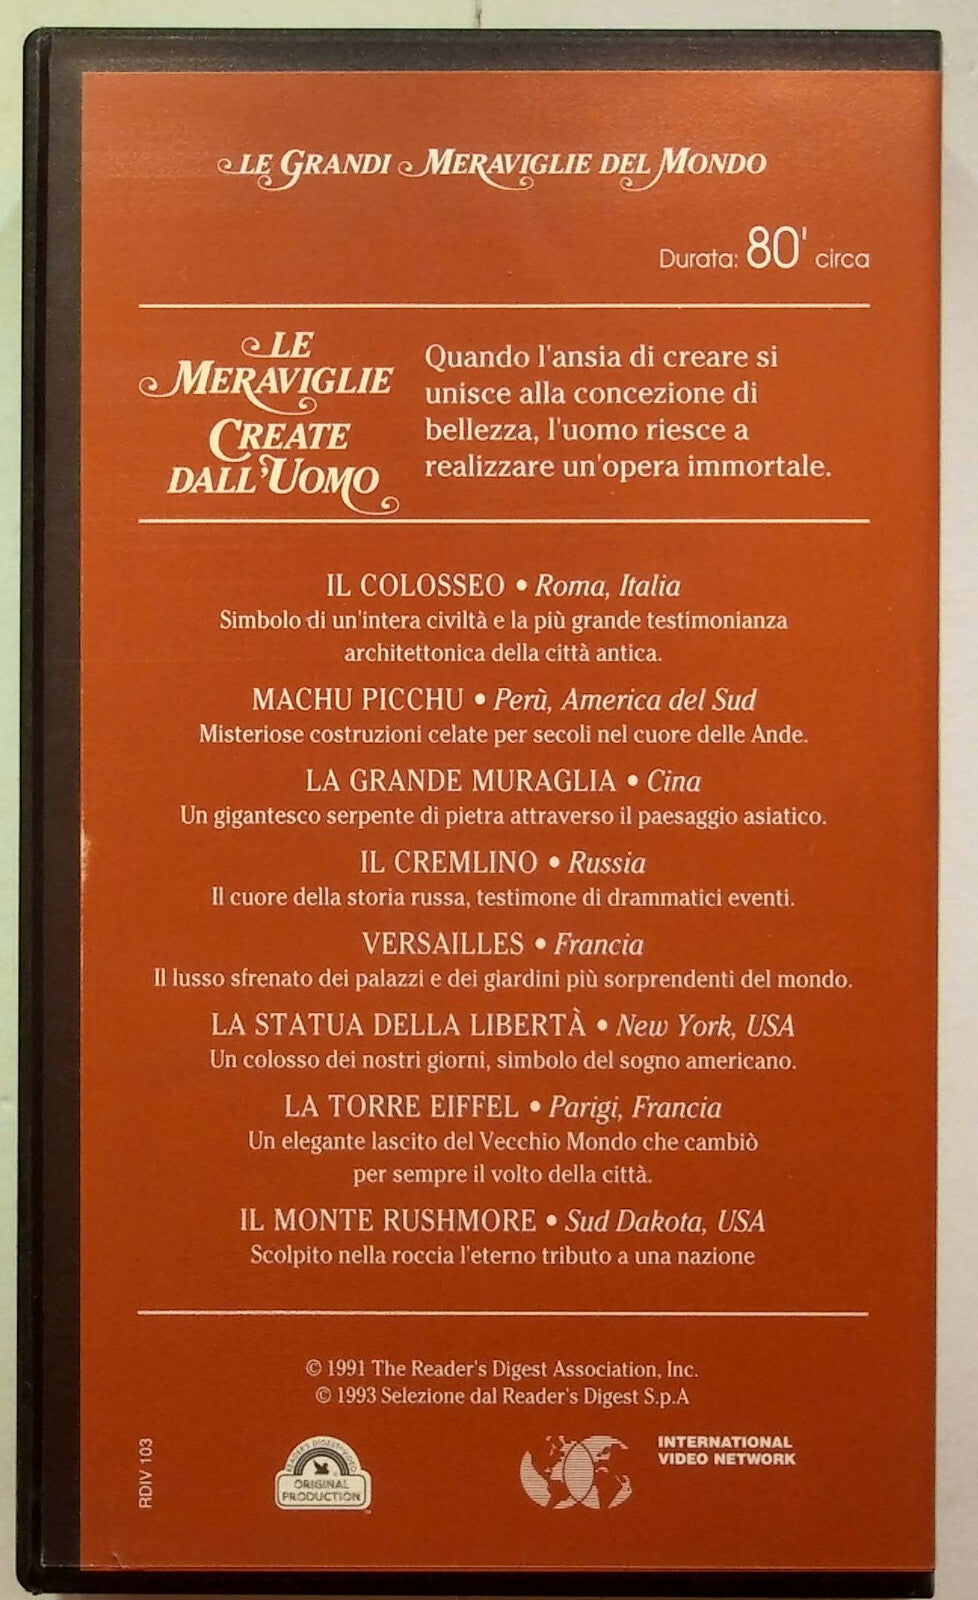 LE GRANDI MERAVIGLIE DEL MONDO
Durata: 80' circa
LE
MERAVIGLIE
CREATE
DALL'UOMO
Quando l'ansia di creare si
unisce alla concezione di
bellezza, l'uomo riesce a
realizzare un'opera immortale.
IL COLOSSEO • Roma, Italia
Simbolo di un'intera civiltà e la più grande testimonianza
architettonica della città antica.
MACHU PICCHU • Perù, America del Sud
Misteriose costruzioni celate per secoli nel cuore delle Ande.
LA GRANDE MURAGLIA • Cina
Un gigantesco serpente di pietra attraverso il paesaggio asiatico.
IL CREMLINO • Russia
Il cuore della storia russa, testimone di drammatici eventi.
VERSAILLES • Francia
Il lusso sfrenato dei palazzi e dei giardini più sorprendenti del mondo.
LA STATUA DELLA LIBERTÀ • New York, USA
Un colosso dei nostri giorni, simbolo del sogno americano.
LA TORRE EIFFEL • Parigi, Francia
Un elegante lascito del Vecchio Mondo che cambiò
per sempre il volto della città.
IL MONTE RUSHMORE • Sud Dakota, USA
Scolpito nella roccia l'eterno tributo a una nazione
© 1991 The Reader's Digest Association, Inc.
© 1993 Selezione dal Reader's Digest S.p.A
RDIV 103
READER'S DIGEST VIDEO
ORIGINAL
PRODUCTION
INTERNATIONAL
VIDEO NETWORK